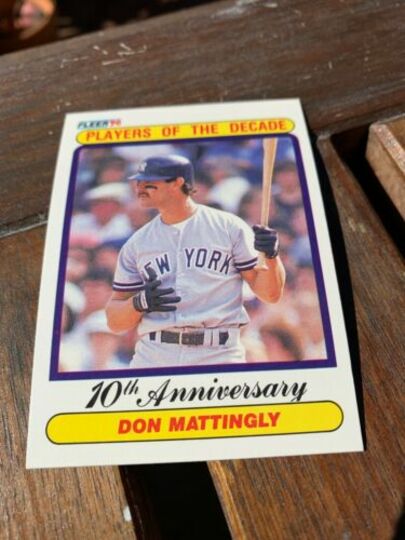 FLEER 90
PLAYERS OF THE DECADE
NEW YORK
10th Anniversary
DON MATTINGLY